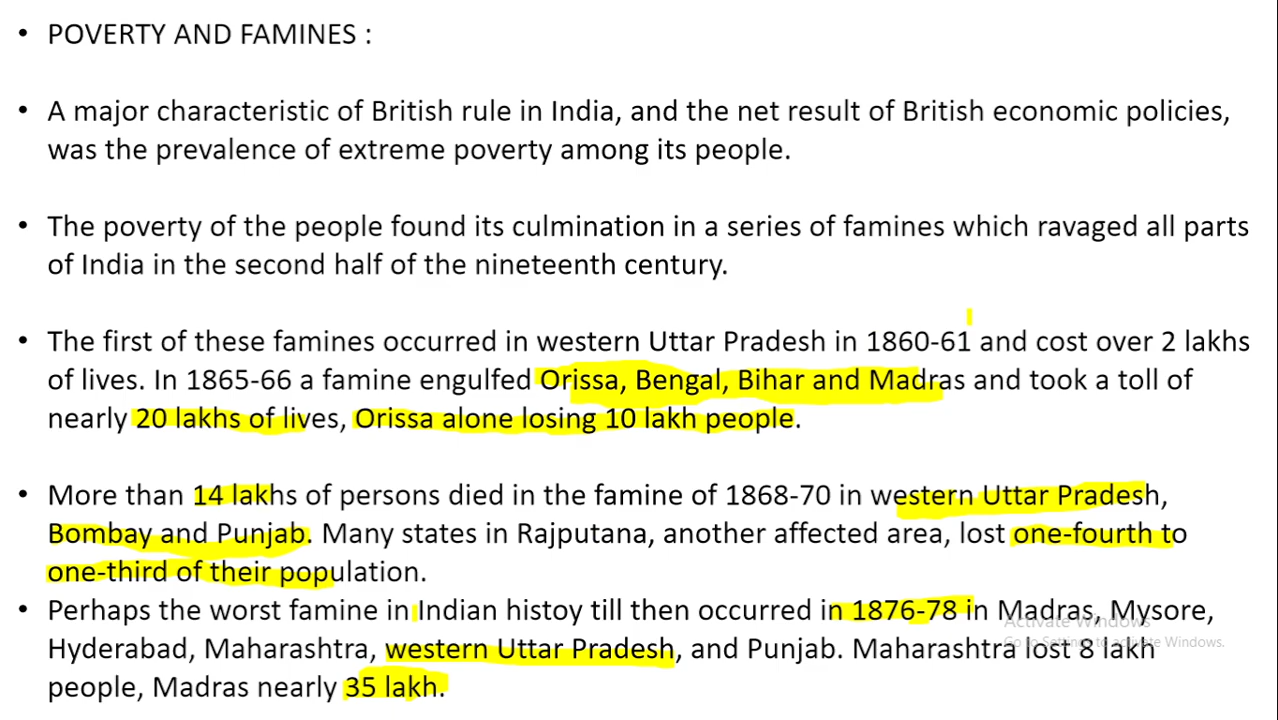 • POVERTY AND FAMINES :
• A major characteristic of British rule in India, and the net result of British economic policies,
was the prevalence of extreme poverty among its people.
• The poverty of the people found its culmination in a series of famines which ravaged all parts
of India in the second half of the nineteenth century.
• The first of these famines occurred in western Uttar Pradesh in 1860-61 and cost over 2 lakhs
of lives. In 1865-66 a famine engulfed Orissa, Bengal, Bihar and Madras and took a toll of
nearly 20 lakhs of lives, Orissa alone losing 10 lakh people.
• More than 14 lakhs of persons died in the famine of 1868-70 in western Uttar Pradesh,
Bombay and Punjab. Many states in Rajputana, another affected area, lost one-fourth to
one-third of their population.
• Perhaps the worst famine in Indian histoy till then occurred in 1876-78 in Madras, Mysore,
Hyderabad, Maharashtra, western Uttar Pradesh, and Punjab. Maharashtra lost 8 lakh
people, Madras nearly 35 lakh.
Activate Windows
Go to Settings to activate Windows.